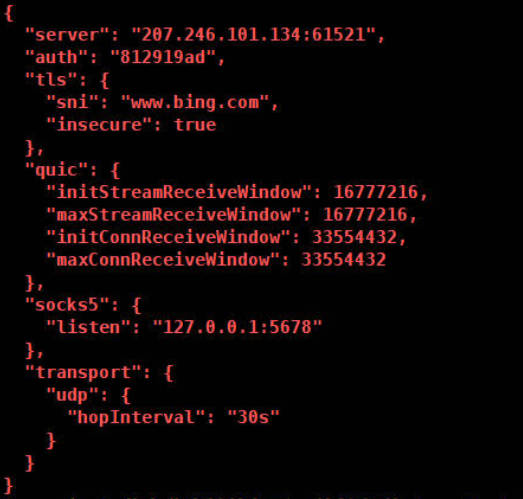 {
  "server": "207.246.101.134:61521",
  "auth": "812919ad",
  "tls": {
    "sni": "www.bing.com",
    "insecure": true
  },
  "quic": {
    "initStreamReceiveWindow": 16777216,
    "maxStreamReceiveWindow": 16777216,
    "initConnReceiveWindow": 33554432,
    "maxConnReceiveWindow": 33554432
  },
  "socks5": {
    "listen": "127.0.0.1:5678"
  },
  "transport": {
    "udp": {
      "hopInterval": "30s"
    }
  }
}